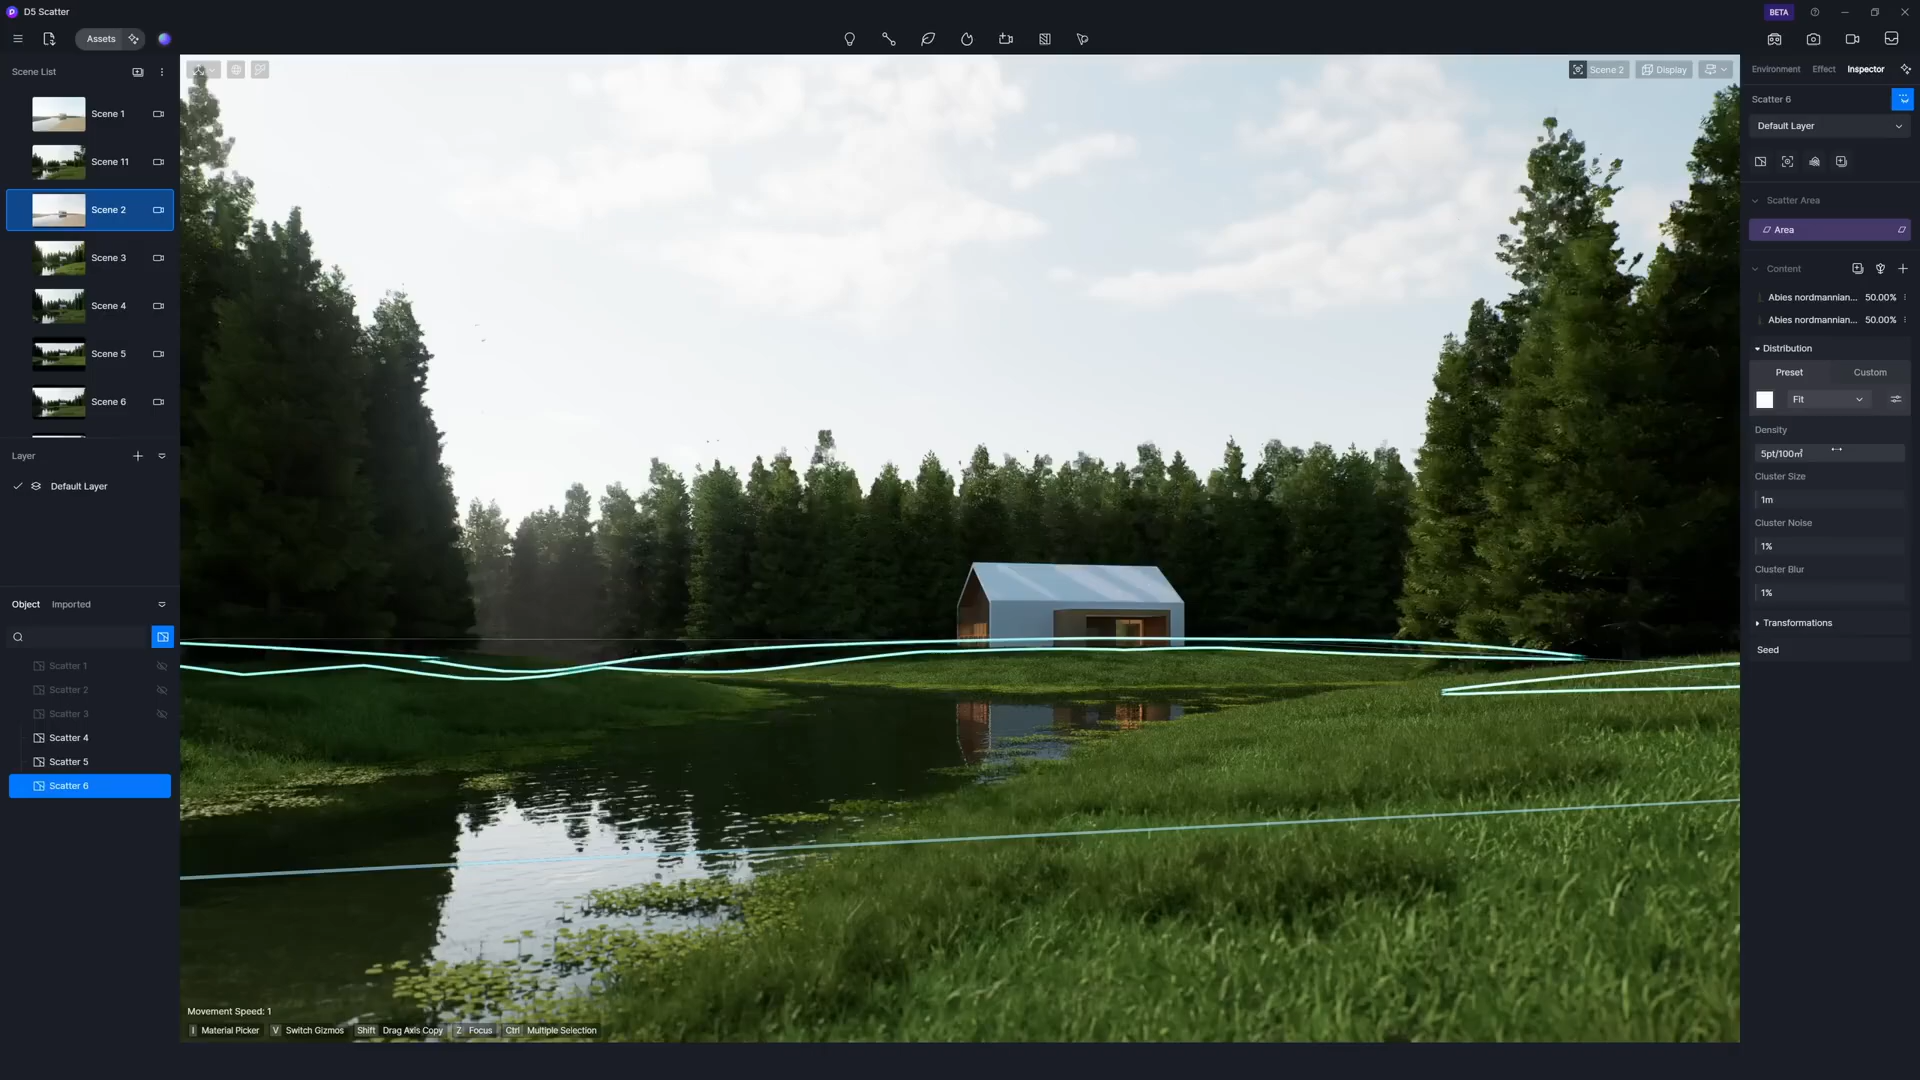 D5 Scatter
BETA
Assets
Scene List
Scene 1
Scene 11
Scene 2
Scene 3
Scene 4
Scene 5
Scene 6
Layer
Default Layer
Object Imported
Scatter 1
Scatter 2
Scatter 3
Scatter 4
Scatter 5
Scatter 6
Scene 2 Display
Movement Speed: 1
I Material Picker V Switch Gizmos Shift Drag Axis Copy Z Focus Ctrl Multiple Selection
Environment Effect Inspector
Scatter 6
Default Layer
Scatter Area
Area
Content
Abies nordmannian... 50.00%
Abies nordmannian... 50.00%
Distribution
Preset Custom
Fit
Density
5pt/100㎡
Cluster Size
1m
Cluster Noise
1%
Cluster Blur
1%
Transformations
Seed